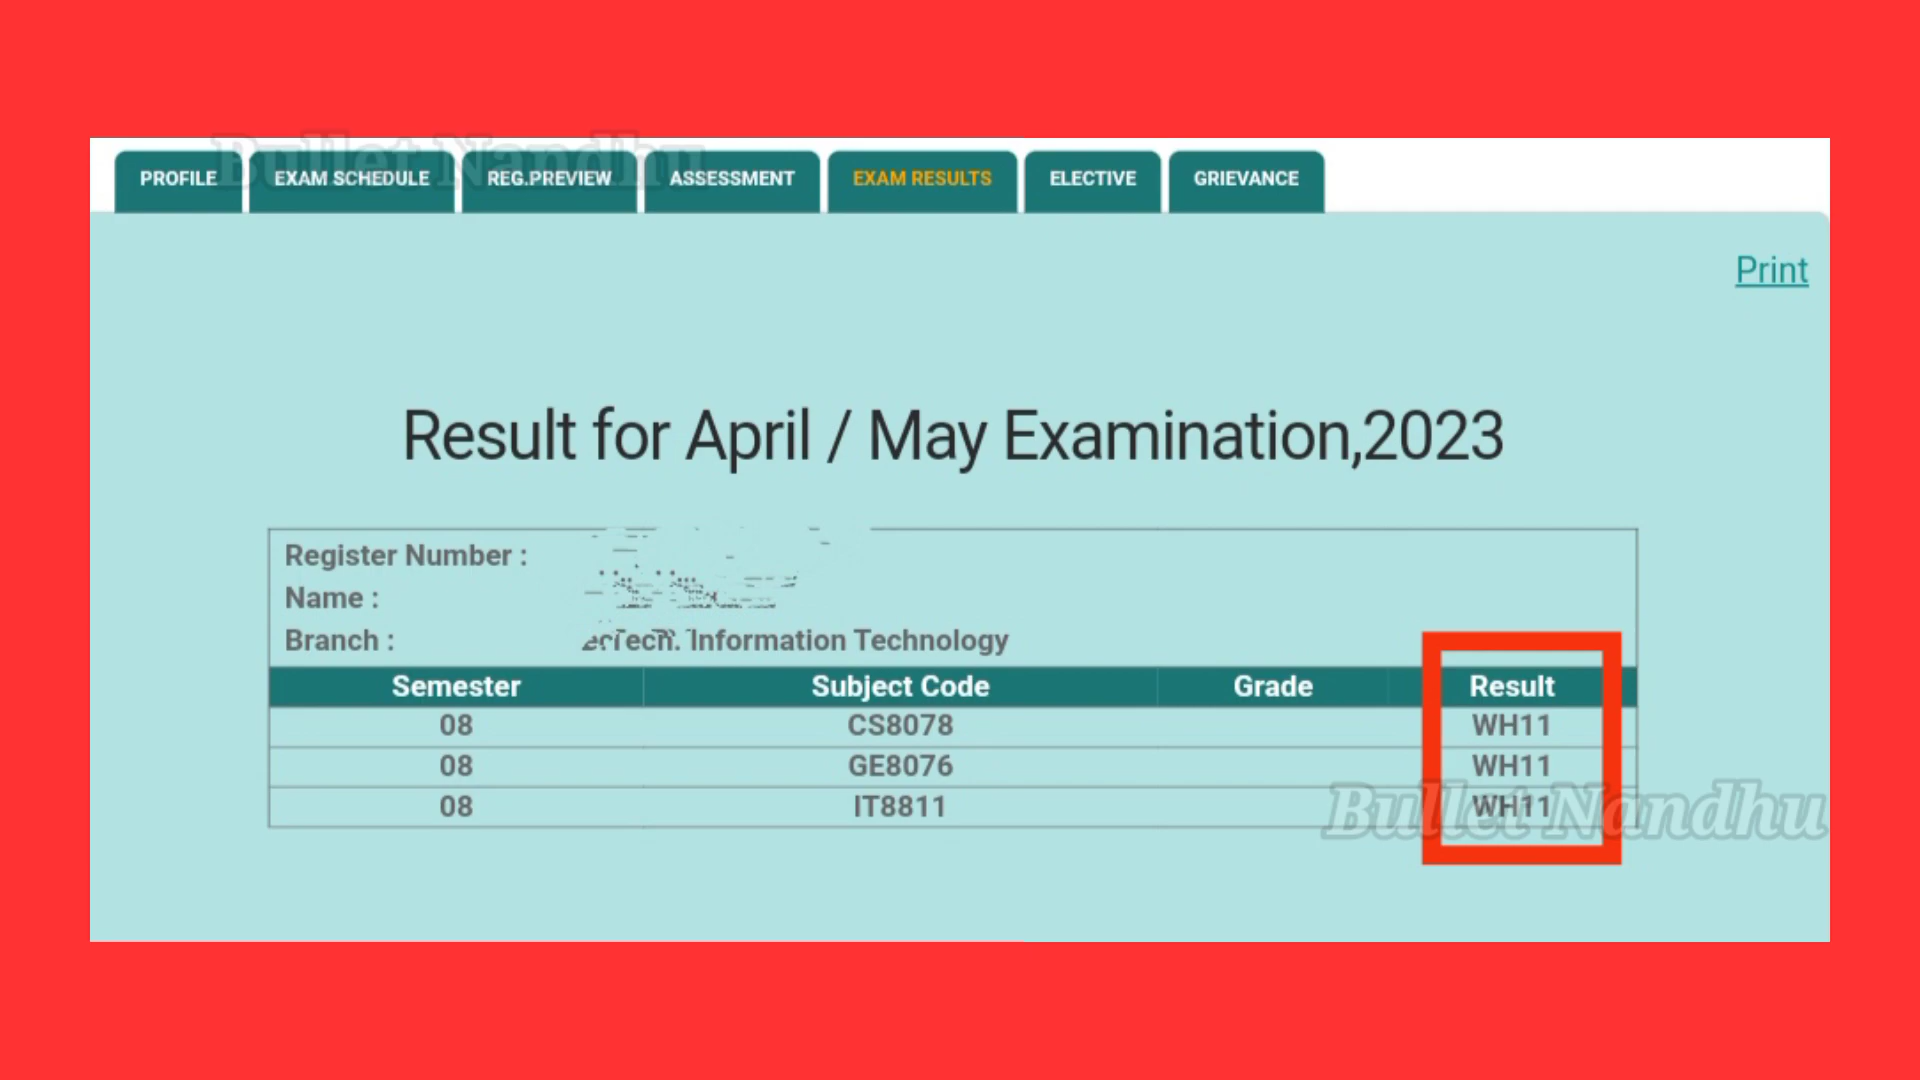 Bullet Nandhu
PROFILE EXAM SCHEDULE REG.PREVIEW ASSESSMENT EXAM RESULTS ELECTIVE GRIEVANCE
Print
Result for April / May Examination,2023
Register Number :
Name :
Branch : Information Technology
Semester Subject Code Grade Result
08 CS8078 WH11
08 GE8076 WH11
08 IT8811 WH11
Bullet Nandhu